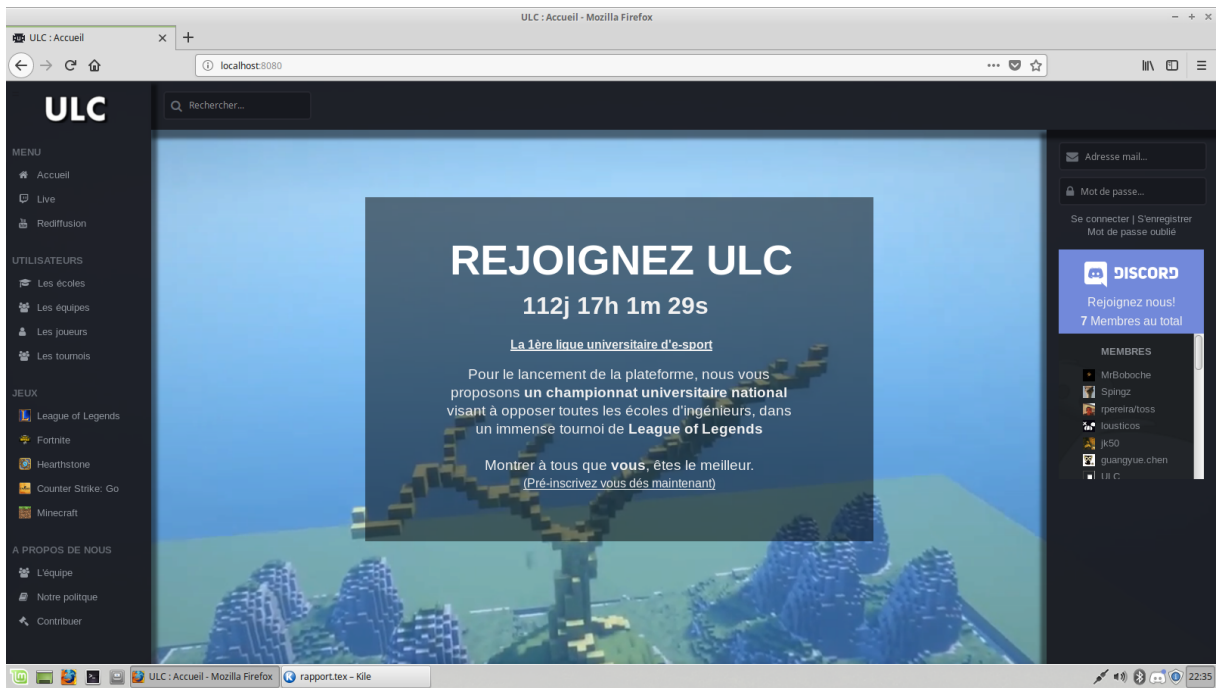 ULC : Accueil - Mozilla Firefox
ULC : Accueil
localhost:8080
ULC
Rechercher...
MENU
Accueil
Live
Rediffusion
UTILISATEURS
Les écoles
Les équipes
Les joueurs
Les tournois
JEUX
League of Legends
Fortnite
Hearthstone
Counter Strike: Go
Minecraft
A PROPOS DE NOUS
L'équipe
Notre politque
Contribuer
REJOIGNEZ ULC
112j 17h 1m 29s
La 1ère ligue universitaire d'e-sport
Pour le lancement de la plateforme, nous vous
proposons un championnat universitaire national
visant à opposer toutes les écoles d'ingénieurs, dans
un immense tournoi de League of Legends
Montrer à tous que vous, êtes le meilleur.
(Pré-inscrivez vous dés maintenant)
Adresse mail...
Mot de passe...
Se connecter | S'enregistrer
Mot de passe oublié
DISCORD
Rejoignez nous!
7 Membres au total
MEMBRES
MrBoboche
Spingz
rpereira/toss
lousticos
jk50
guangyue.chen
ULC
ULC : Accueil - Mozilla Firefox
rapport.tex – Kile
22:35